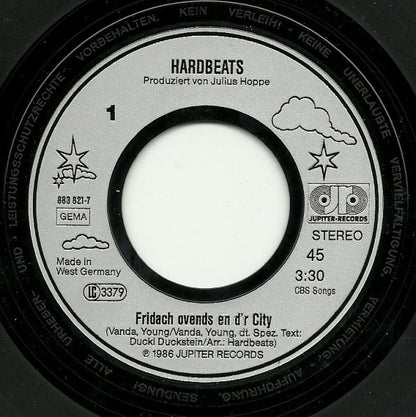 HARDBEATS
Produziert von Julius Hoppe
1
883 821-7
GEMA
JUPITER-RECORDS
STEREO
45
3:30
CBS Songs
Made in
West Germany
LC 3379
Fridach ovends en d'r City
(Vanda, Young/Vanda, Young, dt. Spez. Text:
Ducki Duckstein/Arr.: Hardbeats)
℗ 1986 JUPITER RECORDS
ALLE URHEBER- UND LEISTUNGSSCHUTZRECHTE VORBEHALTEN. KEIN VERLEIH! KEINE UNERLAUBTE VERVIELFÄLTIGUNG, VERMIETUNG, AUFFÜHRUNG, SENDUNG!